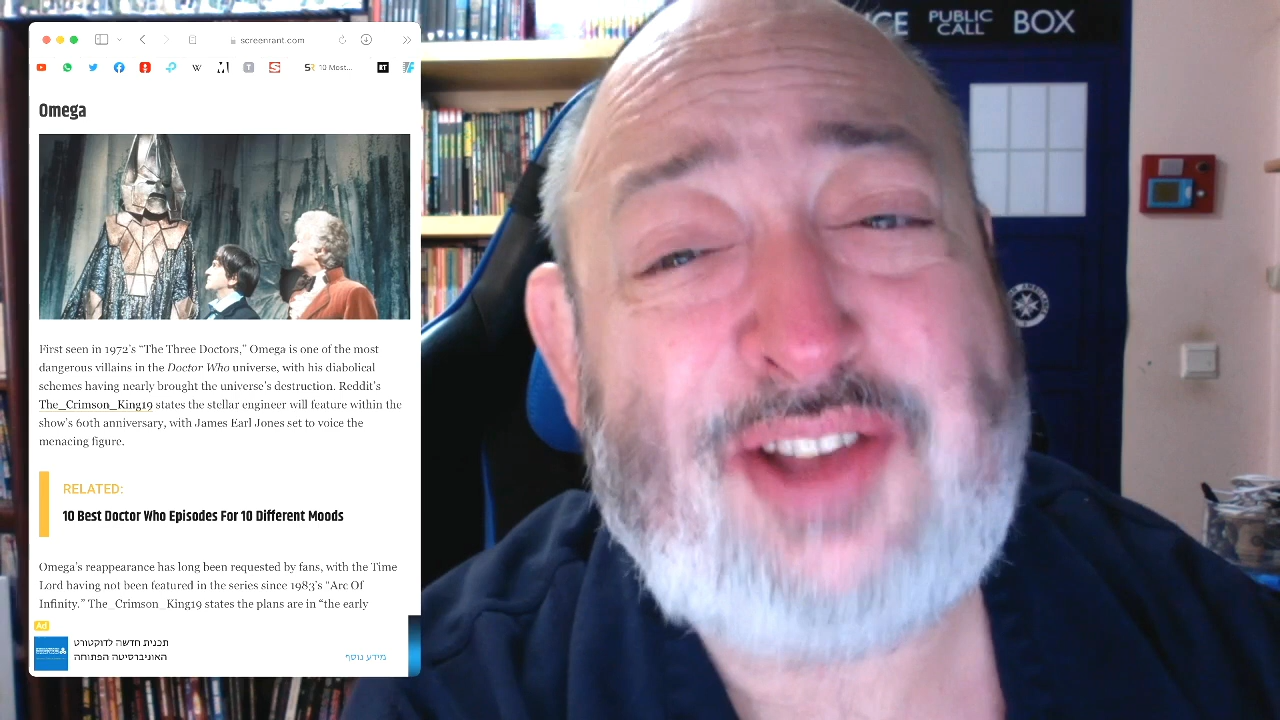 screenrant.com
SR 10 Most...
RT
Omega
First seen in 1972's “The Three Doctors,” Omega is one of the most
dangerous villains in the Doctor Who universe, with his diabolical
schemes having nearly brought the universe's destruction. Reddit's
The_Crimson_King19 states the stellar engineer will feature within the
show's 60th anniversary, with James Earl Jones set to voice the
menacing figure.
RELATED:
10 Best Doctor Who Episodes For 10 Different Moods
Omega's reappearance has long been requested by fans, with the Time
Lord having not been featured in the series since 1983's “Arc Of
Infinity.” The_Crimson_King19 states the plans are in “the early
Ad
תכנית חדשה לדוקטורט
האוניברסיטה הפתוחה
מידע נוסף
PUBLIC
CALL
BOX